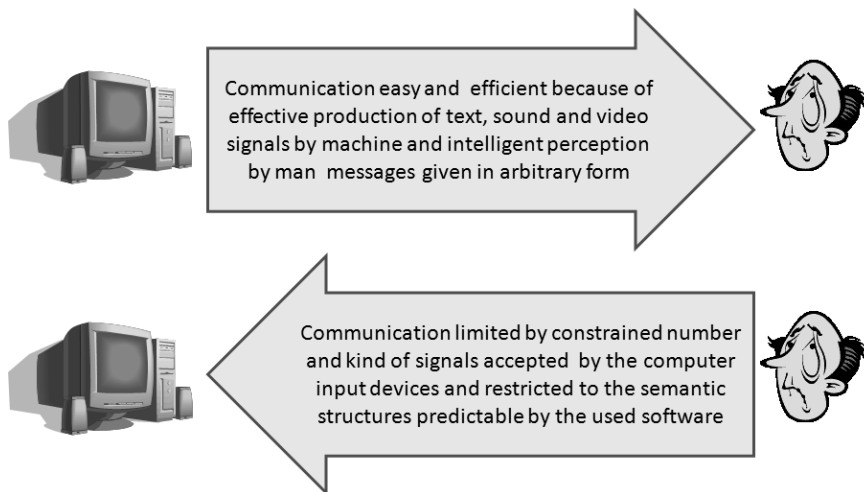 Communication easy and efficient because of
effective production of text, sound and video
signals by machine and intelligent perception
by man messages given in arbitrary form
Communication limited by constrained number
and kind of signals accepted by the computer
input devices and restricted to the semantic
structures predictable by the used software